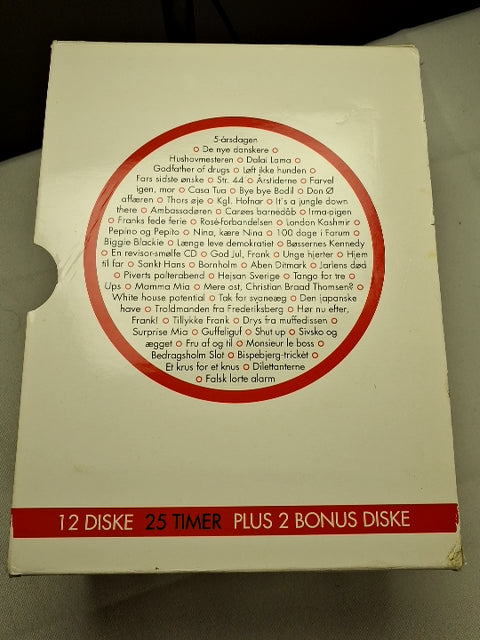 5-årsdagen
O De nye danskere O
Hushovmesteren O Dalai Lama O
Godfather of drugs O Løft ikke hunden O
Fars sidste ønske O Str. 44 O Årstiderne O Farvel
igen, mor O Casa Tua O Bye bye Bodil O Don Ø
affæren O Thors øje O Kgl. Hofnar O It's a jungle down
there O Ambassadøren O Carøes barnedåb O Irma-pigen
O Franks fede ferie O Rosé-forbandelsen O London Kashmir O
Pepino og Pepito O Nina, kære Nina O 100 dage i Farum O
Biggie Blackie O Længe leve demokratiet O Bøssernes Kennedy
O En revisor-smølfe CD O God Jul, Frank O Unge hjerter O Hjem
til far O Sankt Hans O Bornholm O Aben Ditmark O Jarlens død
O Piverts polterabend O Hejsan Sverige O Tango for tre O
Ups O Mamma Mia O Mere ost, Christian Braad Thomsen? O
White house potential O Tak for svaneæg O Den japanske
have O Troldmanden fra Frederiksberg O Hør nu efter,
Frank! O Tillykke Frank O Drys fra muffedissen O
Surprise Mia O Guffeliguf O Shut up O Sivsko og
ægget O Fru af og til O Monsieur le boss O
Bedragsholm Slot O Bispebjerg-tricket O
Et krus for et knus O Dilettanterne
O Falsk lorte alarm
12 DISKE 25 TIMER PLUS 2 BONUS DISKE